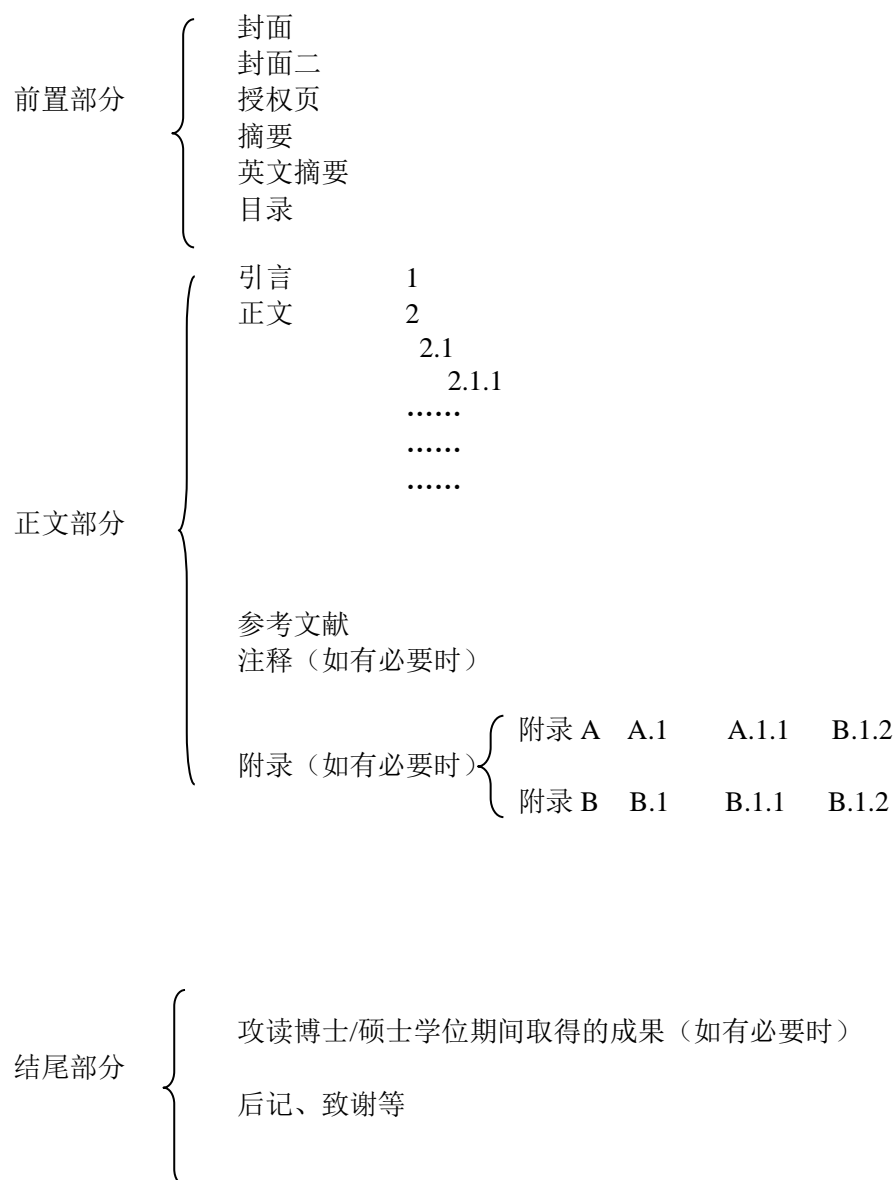 前置部分
封面
封面二
授权页
摘要
英文摘要
目录
正文部分
引言 1
正文 2
2.1
2.1.1
……
……
……
参考文献
注释（如有必要时）
附录（如有必要时）
附录 A A.1 A.1.1 B.1.2
附录 B B.1 B.1.1 B.1.2
结尾部分
攻读博士/硕士学位期间取得的成果（如有必要时）
后记、致谢等